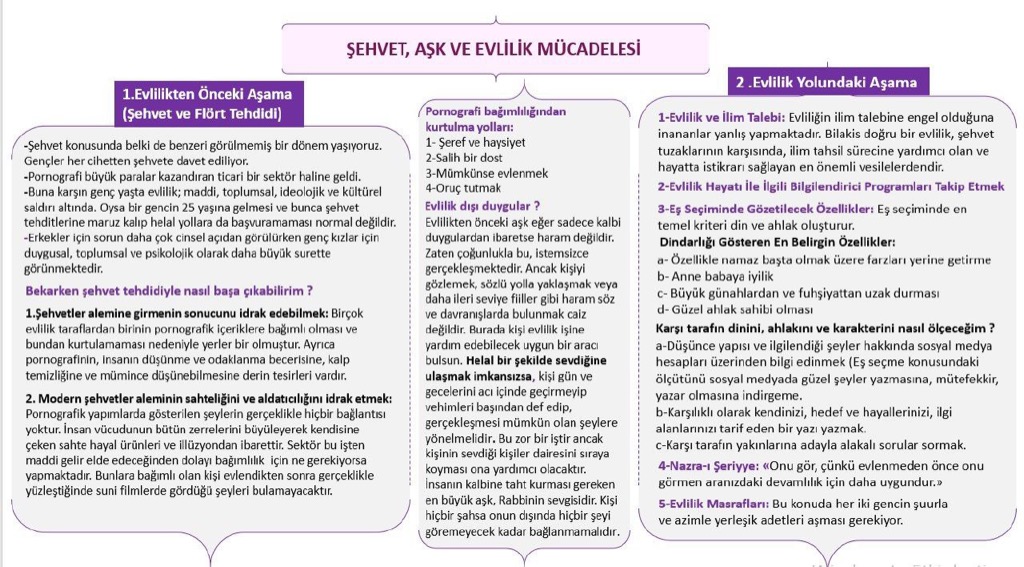 ŞEHVET, AŞK VE EVLİLİK MÜCADELESİ
1.Evlilikten Önceki Aşama
(Şehvet ve Flört Tehdidi)
-Şehvet konusunda belki de benzeri görülmemiş bir dönem yaşıyoruz.
Gençler her cihetten şehvete davet ediliyor.
-Pornografi büyük paralar kazandıran ticari bir sektör haline geldi.
-Buna karşın genç yaşta evlilik; maddi, toplumsal, ideolojik ve kültürel
saldırı altında. Oysa bir gencin 25 yaşına gelmesi ve bunca şehvet
tehditlerine maruz kalıp helal yollara da başvuramaması normal değildir.
-Erkekler için sorun daha çok cinsel açıdan görülürken genç kızlar için
duygusal, toplumsal ve psikolojik olarak daha büyük surette
görünmektedir.
Bekarken şehvet tehdidiyle nasıl başa çıkabilirim ?
1.Şehvetler alemine girmenin sonucunu idrak edebilmek: Birçok
evlilik taraflardan birinin pornografik içeriklere bağımlı olması ve
bundan kurtulamaması nedeniyle yerler bir olmuştur. Ayrıca
pornografinin, insanın düşünme ve odaklanma becerisine, kalp
temizliğine ve mümince düşünebilmesine derin tesirleri vardır.
2. Modern şehvetler aleminin sahteliğini ve aldatıcılığını idrak etmek:
Pornografik yapımlarda gösterilen şeylerin gerçeklikle hiçbir bağlantısı
yoktur. İnsan vücudunun bütün zerrelerini büyüleyerek kendisine
çeken sahte hayal ürünleri ve illüzyondan ibarettir. Sektör bu işten
maddi gelir elde edeceğinden dolayı bağımlılık için ne gerekiyorsa
yapmaktadır. Bunlara bağımlı olan kişi evlendikten sonra gerçeklikle
yüzleştiğinde suni filmlerde gördüğü şeyleri bulamayacaktır.
Pornografi bağımlılığından
kurtulma yolları:
1- Şeref ve haysiyet
2-Salih bir dost
3-Mümkünse evlenmek
4-Oruç tutmak
Evlilik dışı duygular ?
Evlilikten önceki aşk eğer sadece kalbi
duygulardan ibaretse haram değildir.
Zaten çoğunlukla bu, istemsizce
gerçekleşmektedir. Ancak kişiyi
gözlemek, sözlü yolla yaklaşmak veya
daha ileri seviye fiiller gibi haram söz
ve davranışlarda bulunmak caiz
değildir. Burada kişi evlilik işine
yardım edebilecek uygun bir aracı
bulsun. Helal bir şekilde sevdiğine
ulaşmak imkansızsa, kişi gün ve
gecelerini acı içinde geçirmeyip
vehimleri başından def edip,
gerçekleşmesi mümkün olan şeylere
yönelmelidir. Bu zor bir iştir ancak
kişinin sevdiği kişiler dairesini sıraya
koyması ona yardımcı olacaktır.
İnsanın kalbine taht kurması gereken
en büyük aşk, Rabbinin sevgisidir. Kişi
hiçbir şahsa onun dışında hiçbir şeyi
göremeyecek kadar bağlanmamalıdır.
2 .Evlilik Yolundaki Aşama
1-Evlilik ve İlim Talebi: Evliliğin ilim talebine engel olduğuna
inananlar yanlış yapmaktadır. Bilakis doğru bir evlilik, şehvet
tuzaklarının karşısında, ilim tahsil sürecine yardımcı olan ve
hayatta istikrarı sağlayan en önemli vesilelerdendir.
2-Evlilik Hayatı İle İlgili Bilgilendirici Programları Takip Etmek
3-Eş Seçiminde Gözetilecek Özellikler: Eş seçiminde en
temel kriteri din ve ahlak oluşturur.
Dindarlığı Gösteren En Belirgin Özellikler:
a- Özellikle namaz başta olmak üzere farzları yerine getirme
b- Anne babaya iyilik
c- Büyük günahlardan ve fuhşiyattan uzak durması
d- Güzel ahlak sahibi olması
Karşı tarafın dinini, ahlakını ve karakterini nasıl ölçeceğim ?
a-Düşünce yapısı ve ilgilendiği şeyler hakkında sosyal medya
hesapları üzerinden bilgi edinmek (Eş seçme konusundaki
ölçütünü sosyal medyada güzel şeyler yazmasına, mütefekkir,
yazar olmasına indirgeme.
b-Karşılıklı olarak kendinizi, hedef ve hayallerinizi, ilgi
alanlarınızı tarif eden bir yazı yazmak.
c-Karşı tarafın yakınlarına adayla alakalı sorular sormak.
4-Nazra-ı Şeriyye: «Onu gör, çünkü evlenmeden önce onu
görmen aranızdaki devamlılık için daha uygundur.»
5-Evlilik Masrafları: Bu konuda her iki gencin şuurla
ve azimle yerleşik adetleri aşması gerekiyor.